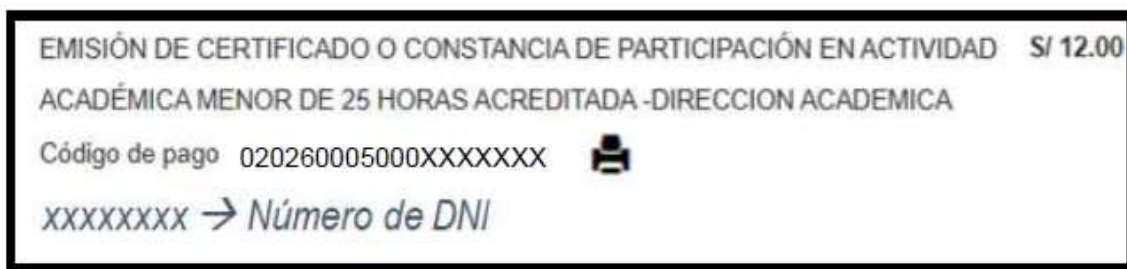 EMISIÓN DE CERTIFICADO O CONSTANCIA DE PARTICIPACIÓN EN ACTIVIDAD S/ 12.00
ACADÉMICA MENOR DE 25 HORAS ACREDITADA -DIRECCION ACADEMICA
Código de pago 020260005000XXXXXXX
xxxxxxxx → Número de DNI